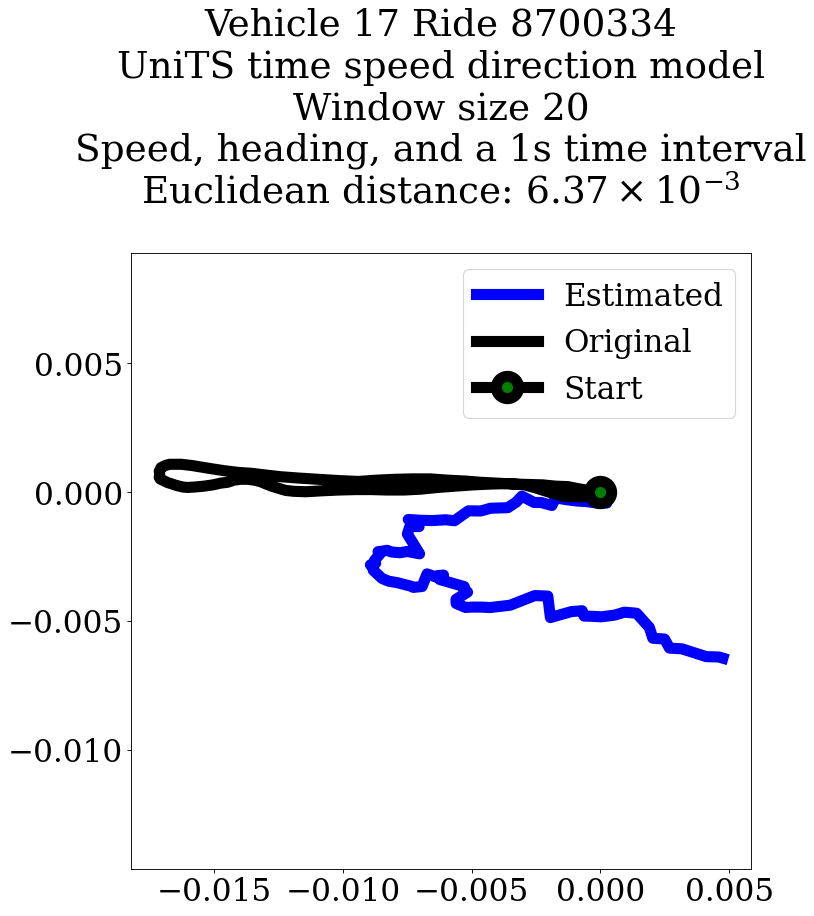 Vehicle 17 Ride 8700334
UniTS time speed direction model
Window size 20
Speed, heading, and a 1s time interval
Euclidean distance: 6.37 × 10⁻³
Estimated
Original
Start
0.005
0.000
−0.005
−0.010
−0.015 −0.010 −0.005 0.000 0.005